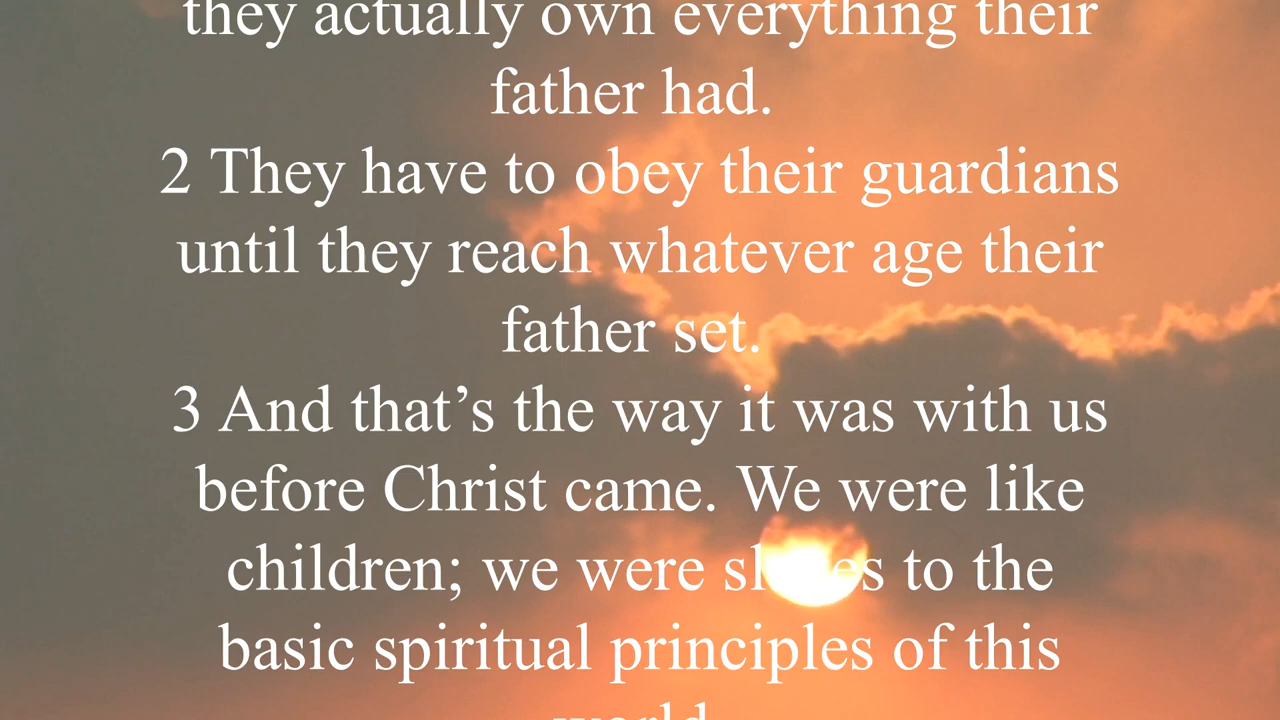 they actually own everything their
father had.
2 They have to obey their guardians
until they reach whatever age their
father set.
3 And that’s the way it was with us
before Christ came. We were like
children; we were slaves to the
basic spiritual principles of this
world.